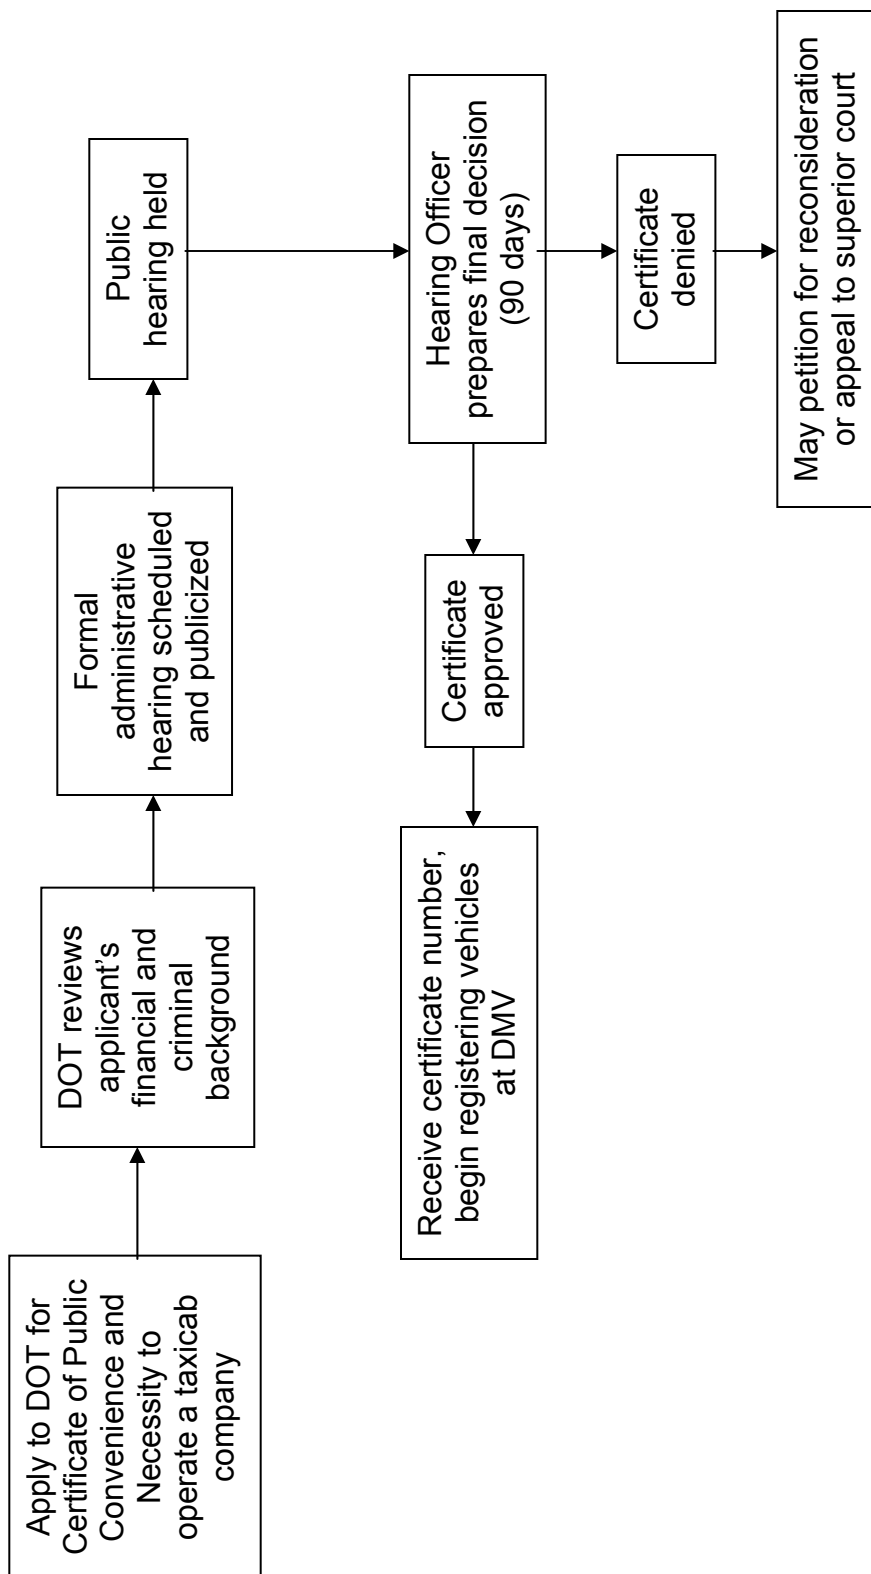 Apply to DOT for
Certificate of Public
Convenience and
Necessity to
operate a taxicab
company
DOT reviews
applicant’s
financial and
criminal
background
Formal
administrative
hearing scheduled
and publicized
Public
hearing held
Hearing Officer
prepares final decision
(90 days)
Certificate
approved
Receive certificate number,
begin registering vehicles
at DMV
Certificate
denied
May petition for reconsideration
or appeal to superior court